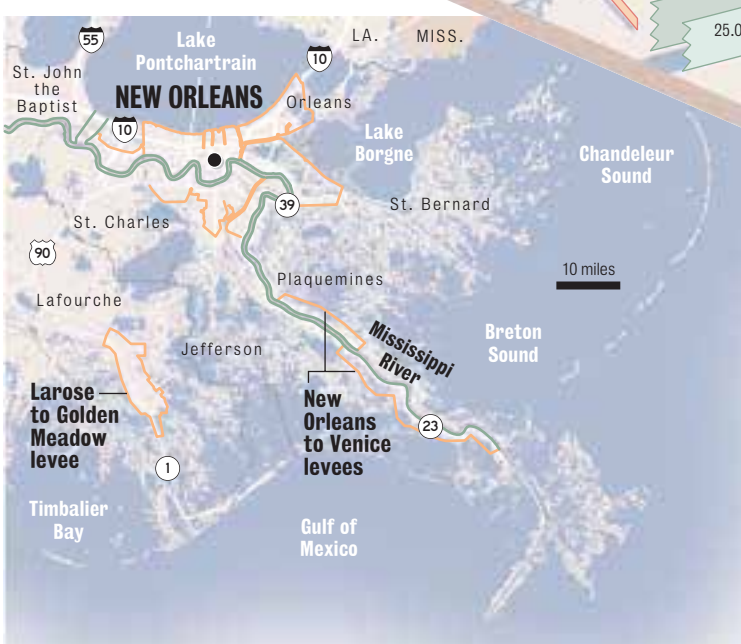 55
Lake
Pontchartrain
LA.
MISS.
25.0
10
St. John
the
Baptist
NEW ORLEANS
Orleans
10
Lake
Borgne
Chandeleur
Sound
39
St. Bernard
St. Charles
90
10 miles
Plaquemines
Lafourche
Jefferson
Mississippi
River
Breton
Sound
Larose
to Golden
Meadow
levee
New
Orleans
to Venice
levees
23
1
Timbalier
Bay
Gulf of
Mexico